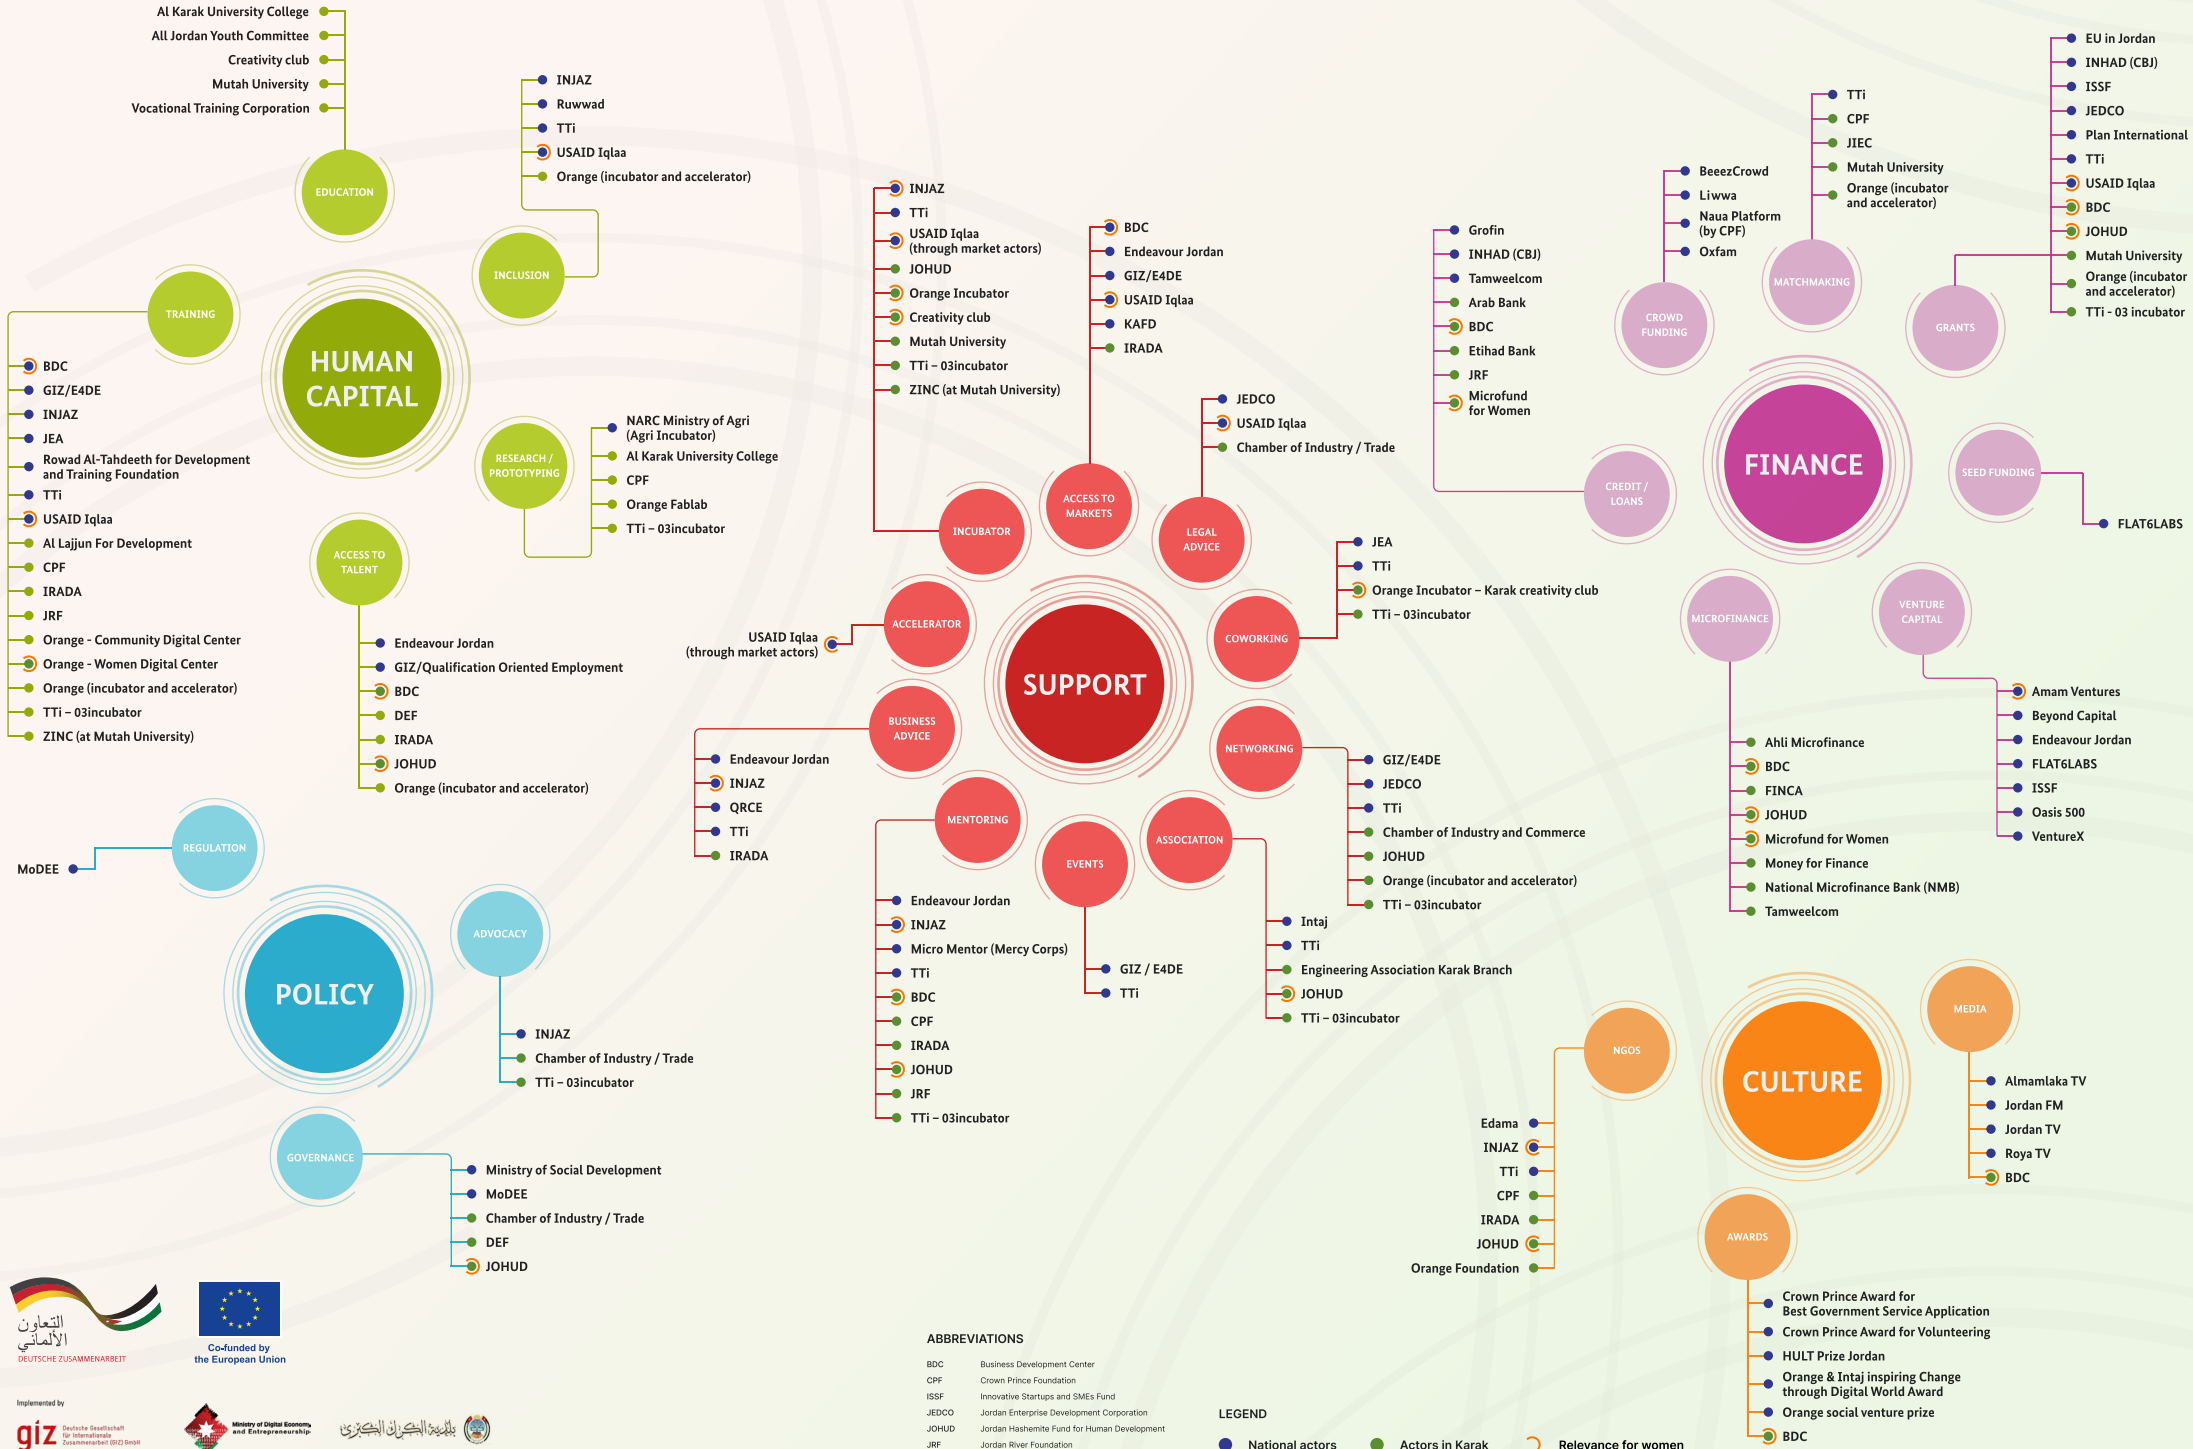 Al Karak University College
All Jordan Youth Committee
Creativity club
Mutah University
Vocational Training Corporation
EDUCATION
INJAZ
Ruwwad
TTi
USAID Iqlaa
Orange (incubator and accelerator)
INCLUSION
TRAINING
HUMAN
CAPITAL
BDC
GIZ/E4DE
INJAZ
JEA
Rowad Al-Tahdeeth for Development
and Training Foundation
TTi
USAID Iqlaa
Al Lajjun For Development
CPF
IRADA
JRF
Orange - Community Digital Center
Orange - Women Digital Center
Orange (incubator and accelerator)
TTi – 03incubator
ZINC (at Mutah University)
RESEARCH /
PROTOTYPING
NARC Ministry of Agri
(Agri Incubator)
Al Karak University College
CPF
Orange Fablab
TTi – 03incubator
ACCESS TO
TALENT
Endeavour Jordan
GIZ/Qualification Oriented Employment
BDC
DEF
IRADA
JOHUD
Orange (incubator and accelerator)
REGULATION
MoDEE
POLICY
ADVOCACY
INJAZ
Chamber of Industry / Trade
TTi – 03incubator
GOVERNANCE
Ministry of Social Development
MoDEE
Chamber of Industry / Trade
DEF
JOHUD
INJAZ
TTi
USAID Iqlaa
(through market actors)
JOHUD
Orange Incubator
Creativity club
Mutah University
TTi – 03incubator
ZINC (at Mutah University)
INCUBATOR
BDC
Endeavour Jordan
GIZ/E4DE
USAID Iqlaa
KAFD
IRADA
ACCESS TO
MARKETS
JEDCO
USAID Iqlaa
Chamber of Industry / Trade
LEGAL
ADVICE
ACCELERATOR
USAID Iqlaa
(through market actors)
SUPPORT
COWORKING
JEA
TTi
Orange Incubator – Karak creativity club
TTi – 03incubator
BUSINESS
ADVICE
Endeavour Jordan
INJAZ
QRCE
TTi
IRADA
NETWORKING
GIZ/E4DE
JEDCO
TTi
Chamber of Industry and Commerce
JOHUD
Orange (incubator and accelerator)
TTi – 03incubator
MENTORING
Endeavour Jordan
INJAZ
Micro Mentor (Mercy Corps)
TTi
BDC
CPF
IRADA
JOHUD
JRF
TTi – 03incubator
EVENTS
GIZ / E4DE
TTi
ASSOCIATION
Intaj
TTi
Engineering Association Karak Branch
JOHUD
TTi – 03incubator
Grofin
INHAD (CBJ)
Tamweelcom
Arab Bank
BDC
Etihad Bank
JRF
Microfund
for Women
CREDIT /
LOANS
BeeezCrowd
Liwwa
Naua Platform
(by CPF)
Oxfam
CROWD
FUNDING
TTi
CPF
JIEC
Mutah University
Orange (incubator
and accelerator)
MATCHMAKING
EU in Jordan
INHAD (CBJ)
ISSF
JEDCO
Plan International
TTi
USAID Iqlaa
BDC
JOHUD
Mutah University
Orange (incubator
and accelerator)
TTi - 03 incubator
GRANTS
FINANCE
SEED FUNDING
FLAT6LABS
MICROFINANCE
Ahli Microfinance
BDC
FINCA
JOHUD
Microfund for Women
Money for Finance
National Microfinance Bank (NMB)
Tamweelcom
VENTURE
CAPITAL
Amam Ventures
Beyond Capital
Endeavour Jordan
FLAT6LABS
ISSF
Oasis 500
VentureX
NGOS
Edama
INJAZ
TTi
CPF
IRADA
JOHUD
Orange Foundation
CULTURE
MEDIA
Almamlaka TV
Jordan FM
Jordan TV
Roya TV
BDC
AWARDS
Crown Prince Award for
Best Government Service Application
Crown Prince Award for Volunteering
HULT Prize Jordan
Orange & Intaj inspiring Change
through Digital World Award
Orange social venture prize
BDC
التعاون
الألماني
DEUTSCHE ZUSAMMENARBEIT
Co-funded by
the European Union
Implemented by
giz
Deutsche Gesellschaft
für Internationale
Zusammenarbeit (GIZ) GmbH
Ministry of Digital Economy
and Entrepreneurship
بلدية الكرك الكبرى
ABBREVIATIONS
BDC Business Development Center
CPF Crown Prince Foundation
ISSF Innovative Startups and SMEs Fund
JEDCO Jordan Enterprise Development Corporation
JOHUD Jordan Hashemite Fund for Human Development
JRF Jordan River Foundation
LEGEND
National actors
Actors in Karak
Relevance for women